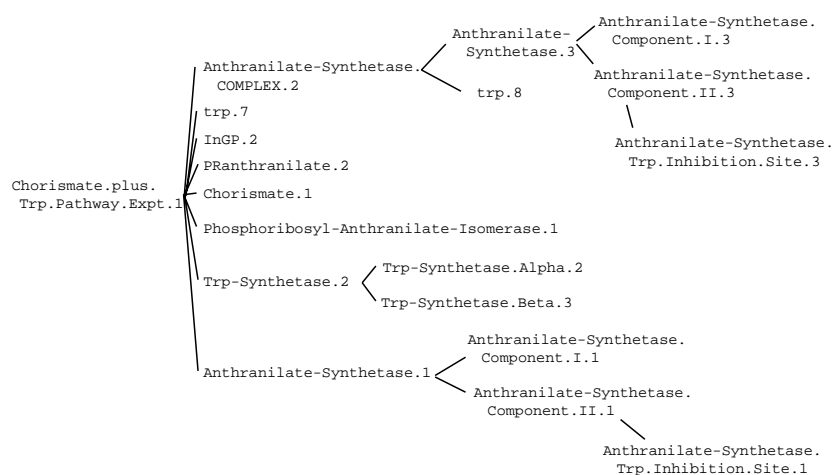 Anthranilate-Synthetase.
Component.I.3
Anthranilate-
Synthetase.3
Anthranilate-Synthetase.
COMPLEX.2
Anthranilate-Synthetase.
Component.II.3
trp.8
trp.7
InGP.2
Anthranilate-Synthetase.
Trp.Inhibition.Site.3
PRanthranilate.2
Chorismate.plus.
Trp.Pathway.Expt.1
Chorismate.1
Phosphoribosyl-Anthranilate-Isomerase.1
Trp-Synthetase.2
Trp-Synthetase.Alpha.2
Trp-Synthetase.Beta.3
Anthranilate-Synthetase.
Component.I.1
Anthranilate-Synthetase.1
Anthranilate-Synthetase.
Component.II.1
Anthranilate-Synthetase.
Trp.Inhibition.Site.1